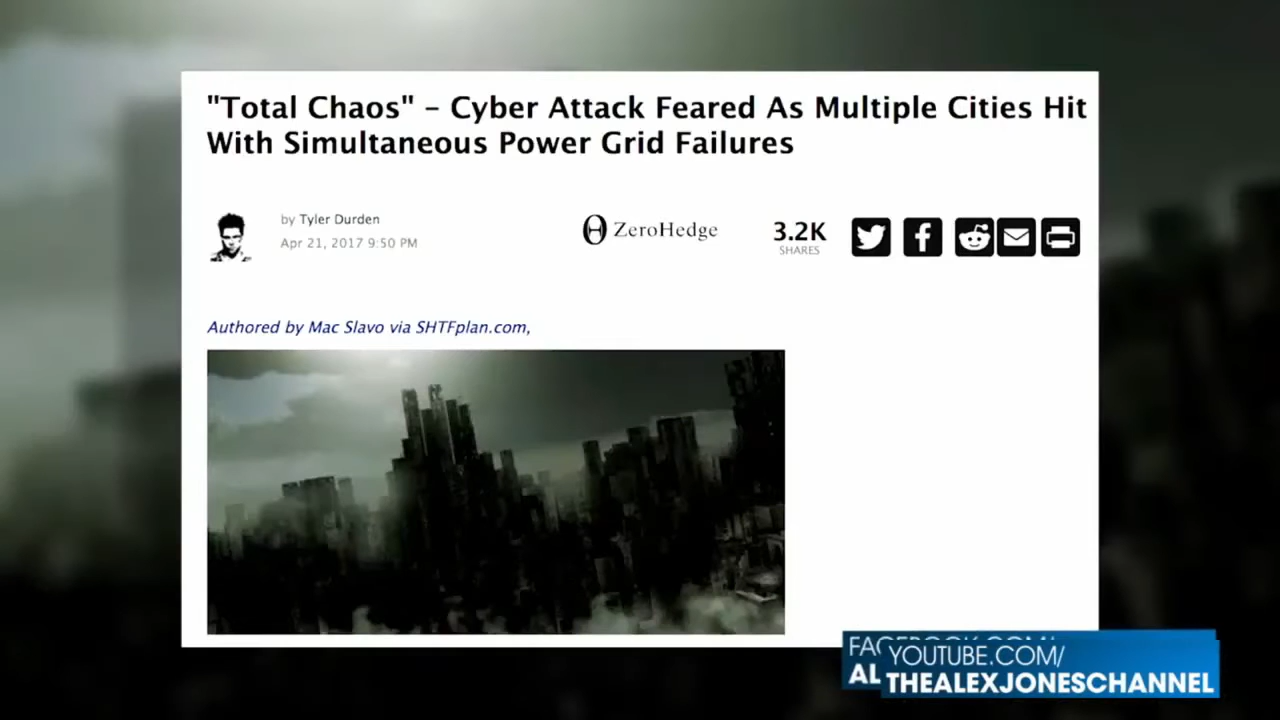 "Total Chaos" – Cyber Attack Feared As Multiple Cities Hit
With Simultaneous Power Grid Failures
by Tyler Durden
Apr 21, 2017 9:50 PM
ZeroHedge
3.2K
SHARES
Authored by Mac Slavo via SHTFplan.com,
YOUTUBE.COM/
THEALEXJONESCHANNEL